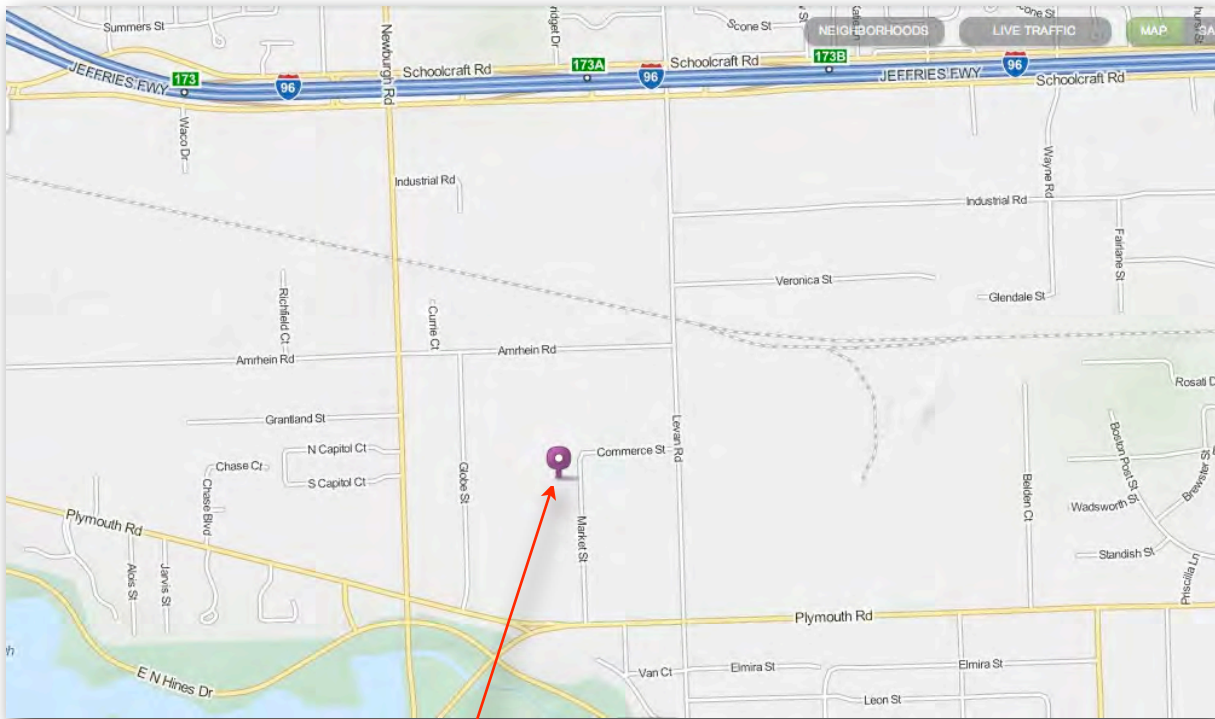 Summers St
Newburgh Rd
Scone St
NEIGHBORHOODS
LIVE TRAFFIC
MAP
JEFFRIES FWY
173
96
Schoolcraft Rd
173A
96
Schoolcraft Rd
173B
JEFFRIES FWY
96
Schoolcraft Rd
Waco Dr
Industrial Rd
Wayne Rd
Industrial Rd
Fairlane St
Veronica St
Glendale St
Richfield Ct
Currie Ct
Amrhein Rd
Amrhein Rd
Rosati D
Grantland St
Levan Rd
Boston Post St
N Capitol Ct
Commerce St
Chase Ct
S Capitol Ct
Globe St
Chase Blvd
Belden Ct
Brewster St
Wadsworth St
Plymouth Rd
Market St
Standish St
Alois St
Jarvis St
Priscilla Ln
Plymouth Rd
E N Hines Dr
Van Ct
Elmira St
Elmira St
Leon St